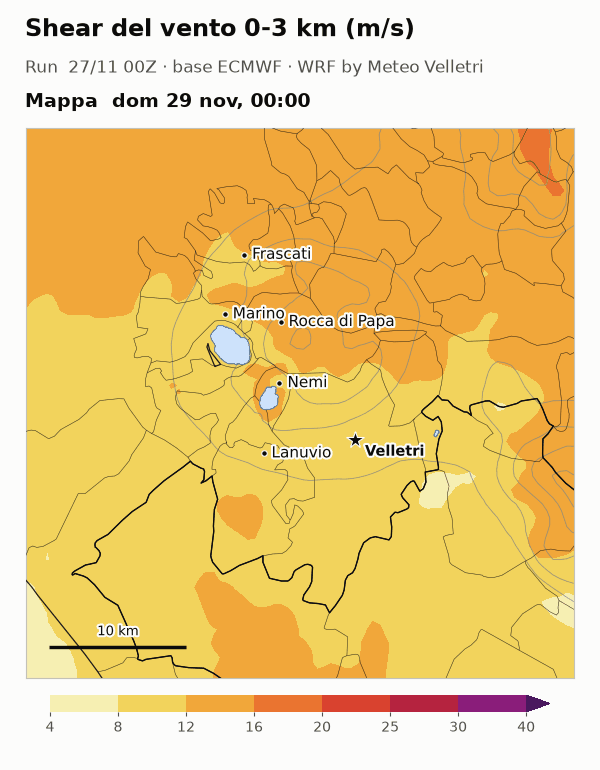 Shear del vento 0-3 km (m/s)
Run  27/11 00Z · base ECMWF · WRF by Meteo Velletri
Mappa  dom 29 nov, 00:00
Frascati
Marino
Rocca di Papa
Nemi
Velletri
Lanuvio
10 km
4 8 12 16 20 25 30 40